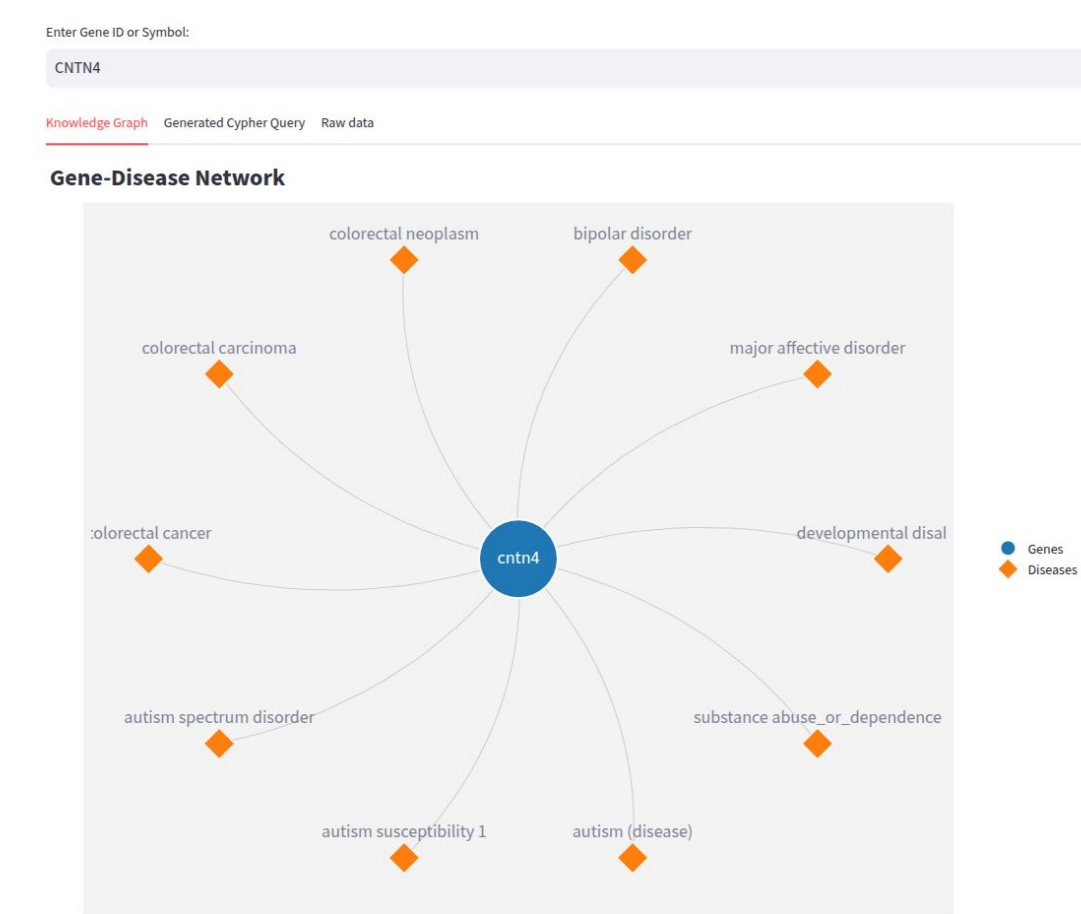 Enter Gene ID or Symbol:
CNTN4
Knowledge Graph Generated Cypher Query Raw data
Gene-Disease Network
colorectal neoplasm
bipolar disorder
colorectal carcinoma
major affective disorder
olorectal cancer
cntn4
developmental disal
Genes
Diseases
autism spectrum disorder
substance abuse_or_dependence
autism susceptibility 1
autism (disease)